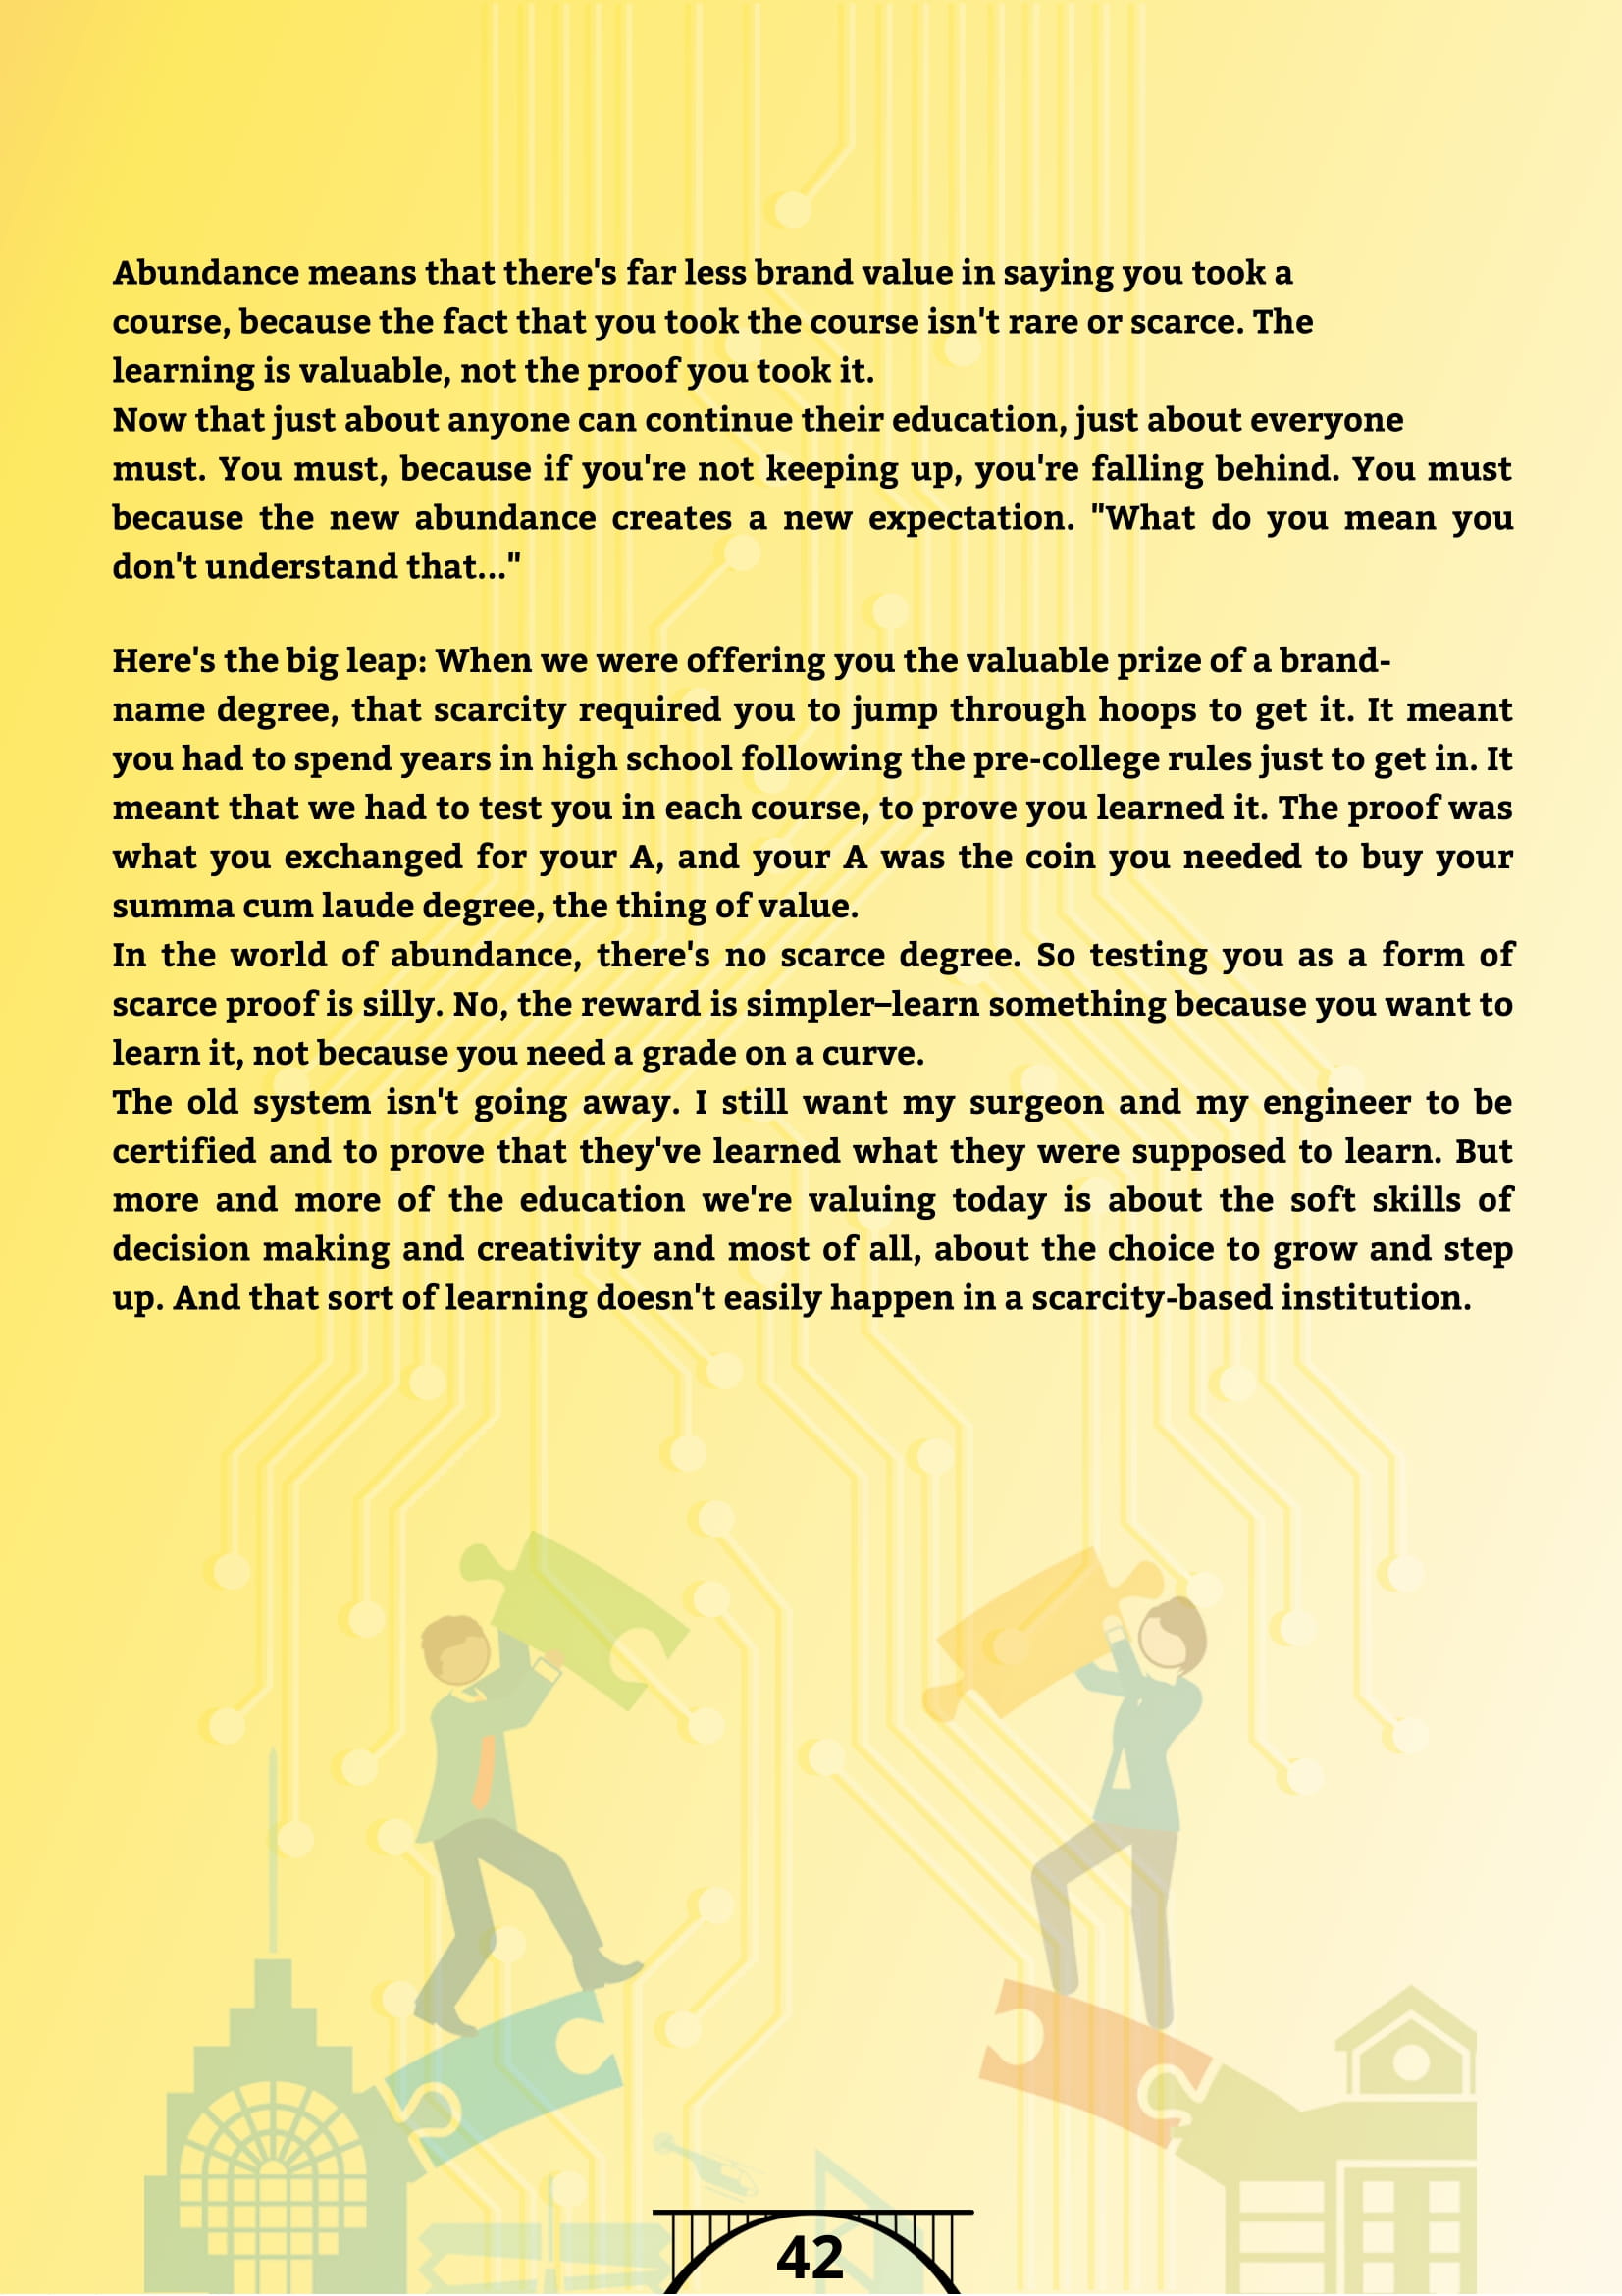 Abundance means that there's far less brand value in saying you took a
course, because the fact that you took the course isn't rare or scarce. The
learning is valuable, not the proof you took it.
Now that just about anyone can continue their education, just about everyone
must. You must, because if you're not keeping up, you're falling behind. You must
because the new abundance creates a new expectation. "What do you mean you
don't understand that..."
Here's the big leap: When we were offering you the valuable prize of a brand-
name degree, that scarcity required you to jump through hoops to get it. It meant
you had to spend years in high school following the pre-college rules just to get in. It
meant that we had to test you in each course, to prove you learned it. The proof was
what you exchanged for your A, and your A was the coin you needed to buy your
summa cum laude degree, the thing of value.
In the world of abundance, there's no scarce degree. So testing you as a form of
scarce proof is silly. No, the reward is simpler–learn something because you want to
learn it, not because you need a grade on a curve.
The old system isn't going away. I still want my surgeon and my engineer to be
certified and to prove that they've learned what they were supposed to learn. But
more and more of the education we're valuing today is about the soft skills of
decision making and creativity and most of all, about the choice to grow and step
up. And that sort of learning doesn't easily happen in a scarcity-based institution.
42